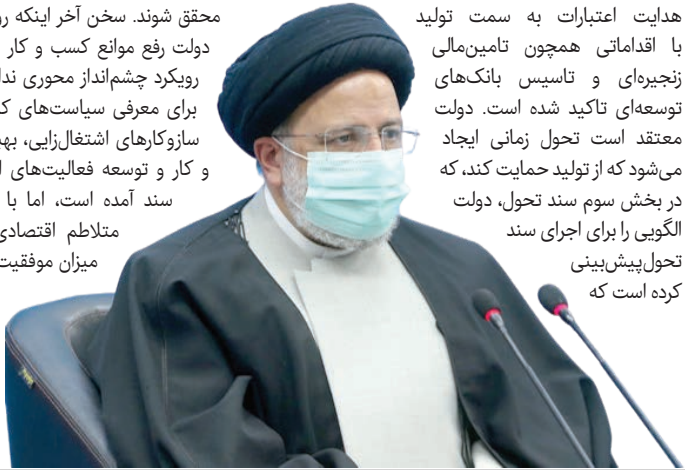 هدایت اعتبارات به سمت تولید
با اقداماتی همچون تامین‌مالی
زنجیره‌ای و تاسیس بانک‌های
توسعه‌ای تاکید شده است. دولت
معتقد است تحول زمانی ایجاد
می‌شود که از تولید حمایت کند، که
در بخش سوم سند تحول، دولت
الگویی را برای اجرای سند
تحول‌پیش‌بینی
کرده است که
محقق شوند. سخن آخر اینکه
دولت رفع موانع کسب و کار
رویکرد چشم‌انداز محوری
برای معرفی سیاست‌های
سازوکارهای اشتغال‌زایی،
و کار و توسعه فعالیت‌های
سند آمده است، اما با
متلاطم اقتصادی
میزان موفقیت